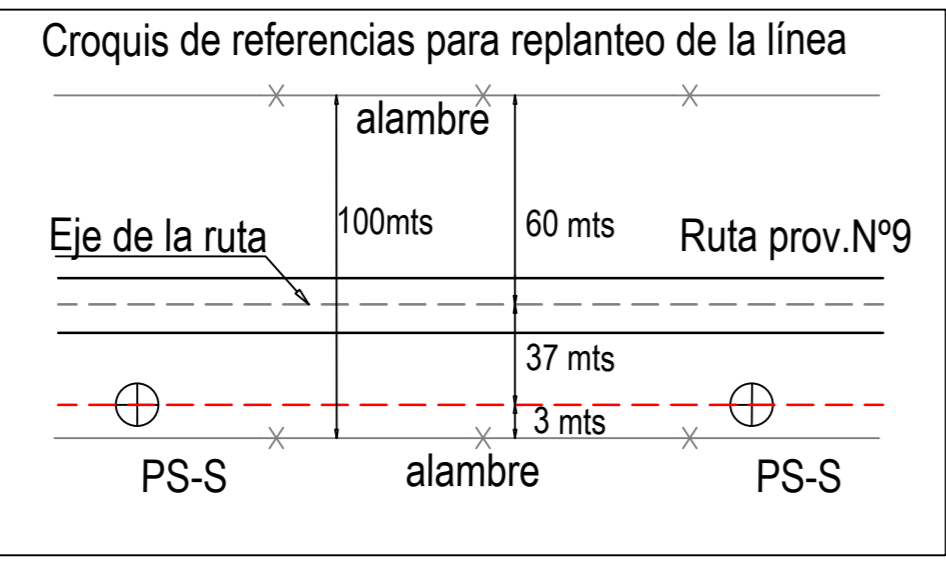 Croquis de referencias para replanteo de la línea
alambre
Eje de la ruta
100mts
60 mts
Ruta prov.Nº9
37 mts
3 mts
PS-S
alambre
PS-S